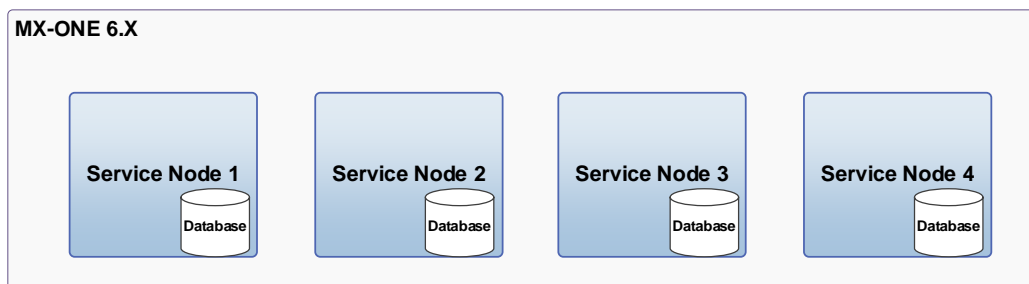 MX-ONE 6.X
Service Node 1
Service Node 2
Service Node 3
Service Node 4
Database
Database
Database
Database